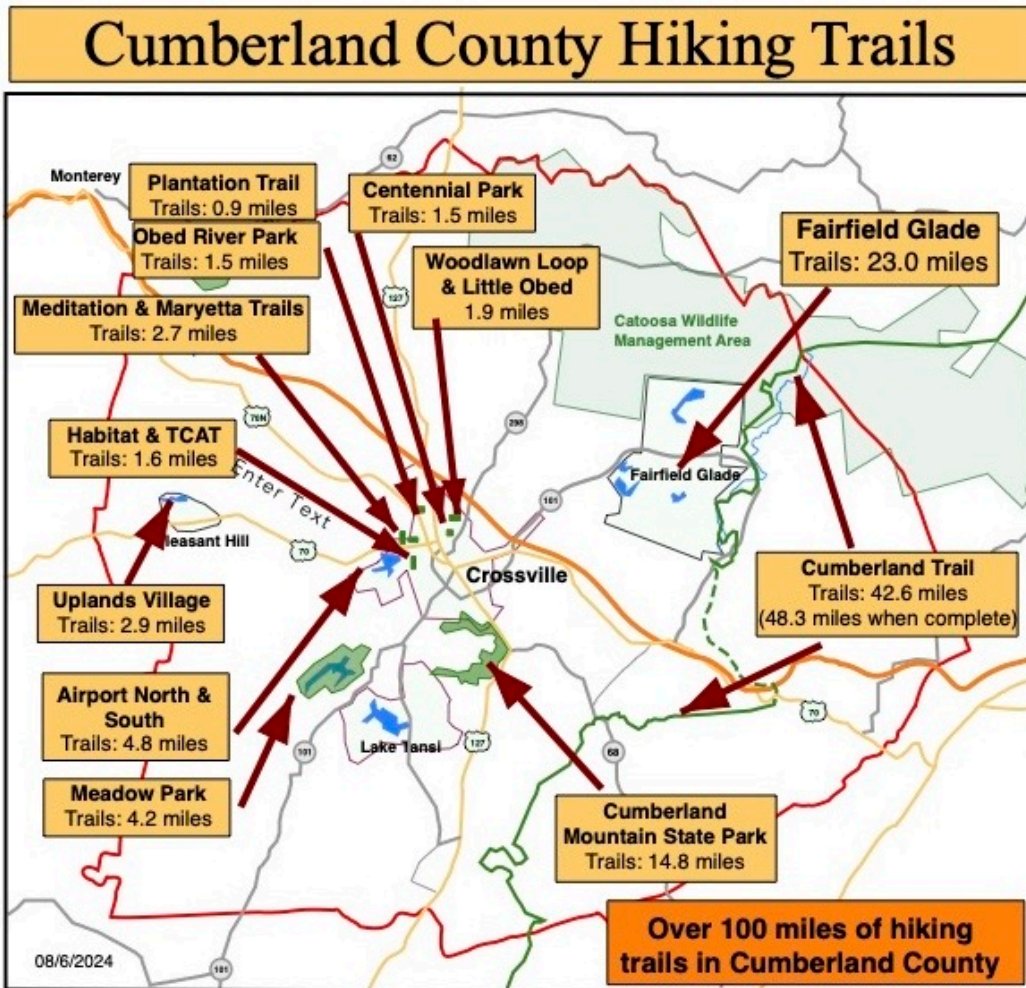 Cumberland County Hiking Trails
Monterey
62
Plantation Trail
Trails: 0.9 miles
Centennial Park
Trails: 1.5 miles
Obed River Park
Trails: 1.5 miles
Fairfield Glade
Trails: 23.0 miles
Woodlawn Loop
& Little Obed
1.9 miles
127
Meditation & Maryetta Trails
Trails: 2.7 miles
Catoosa Wildlife
Management Area
70N
298
Habitat & TCAT
Trails: 1.6 miles
Enter Text
Fairfield Glade
101
leasant Hill
70
Crossville
Cumberland Trail
Trails: 42.6 miles
(48.3 miles when complete)
Uplands Village
Trails: 2.9 miles
Airport North &
South
Trails: 4.8 miles
70
Lake Tansi
127
101
68
Meadow Park
Trails: 4.2 miles
Cumberland
Mountain State Park
Trails: 14.8 miles
Over 100 miles of hiking
trails in Cumberland County
08/6/2024
101